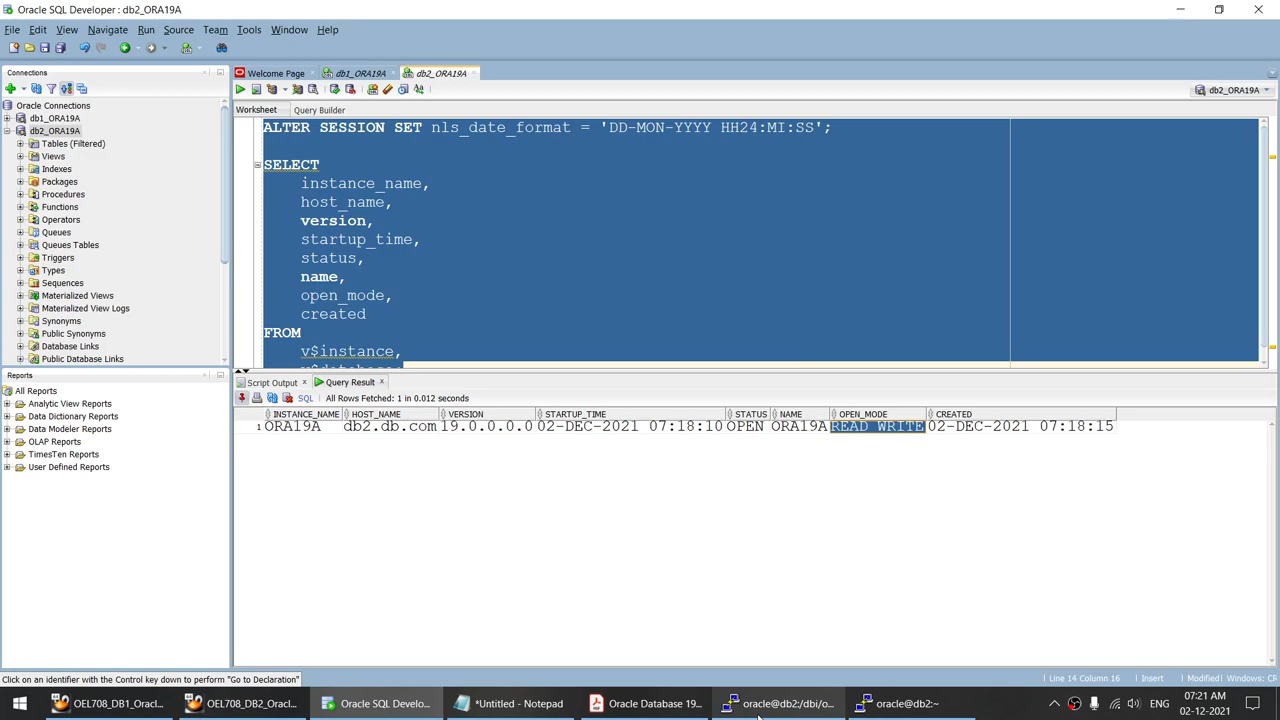 Oracle SQL Developer : db2_ORA19A
File Edit View Navigate Run Source Team Tools Window Help
Connections
Oracle Connections
db1_ORA19A
db2_ORA19A
Tables (Filtered)
Views
Indexes
Packages
Procedures
Functions
Operators
Queues
Queues Tables
Triggers
Types
Sequences
Materialized Views
Materialized View Logs
Synonyms
Public Synonyms
Database Links
Public Database Links
Reports
All Reports
Analytic View Reports
Data Dictionary Reports
Data Modeler Reports
OLAP Reports
TimesTen Reports
User Defined Reports
Welcome Page db1_ORA19A db2_ORA19A
db2_ORA19A
Worksheet Query Builder
ALTER SESSION SET nls_date_format = 'DD-MON-YYYY HH24:MI:SS';
SELECT
instance_name,
host_name,
version,
startup_time,
status,
name,
open_mode,
created
FROM
v$instance,
v$database;
Script Output Query Result
SQL All Rows Fetched: 1 in 0.012 seconds
INSTANCE_NAME HOST_NAME VERSION STARTUP_TIME STATUS NAME OPEN_MODE CREATED
1 ORA19A db2.db.com 19.0.0.0.0 02-DEC-2021 07:18:10 OPEN ORA19A READ WRITE 02-DEC-2021 07:18:15
Click on an identifier with the Control key down to perform "Go to Declaration"
Line 14 Column 16 Insert Modified Windows: CR
OEL708_DB1_Oracl... OEL708_DB2_Oracl... Oracle SQL Develo... *Untitled - Notepad Oracle Database 19... oracle@db2:/dbi/o... oracle@db2:~
ENG 07:21 AM
02-12-2021